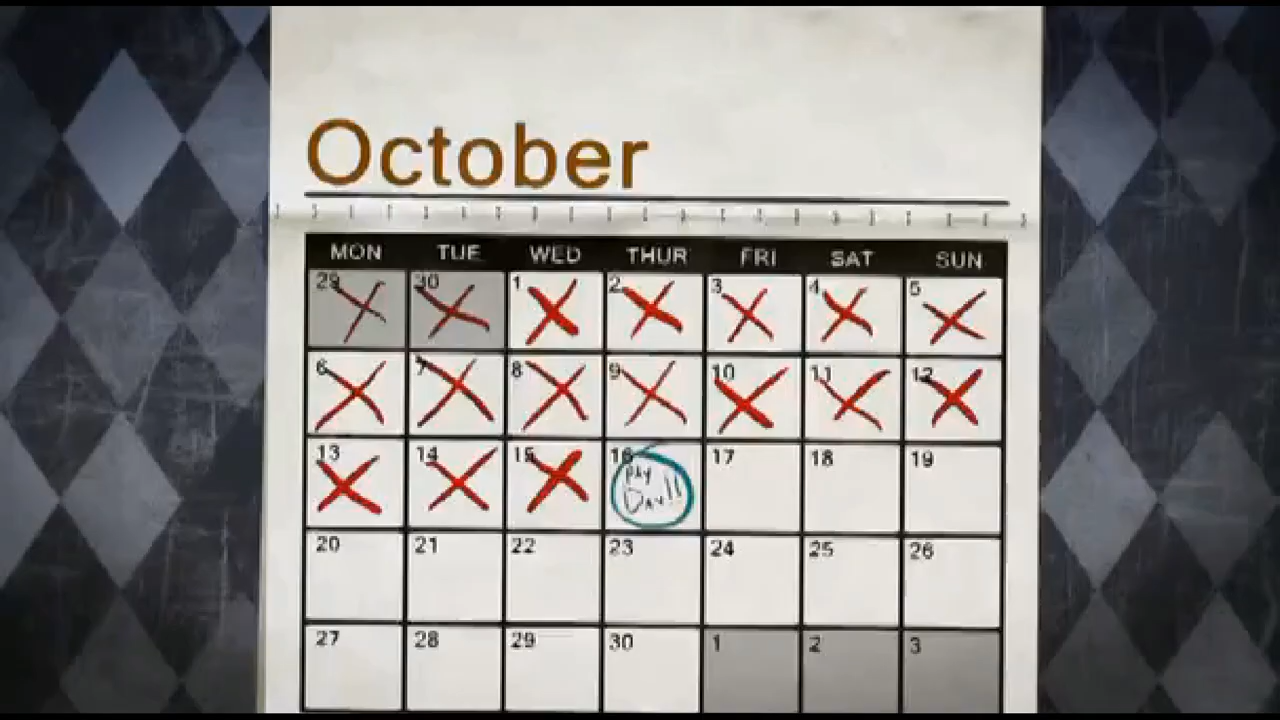 October
MON TUE WED THUR FRI SAT SUN
29 30 1 2 3 4 5
6 7 8 9 10 11 12
13 14 15 16 17 18 19
Pay
Day!!
20 21 22 23 24 25 26
27 28 29 30 1 2 3